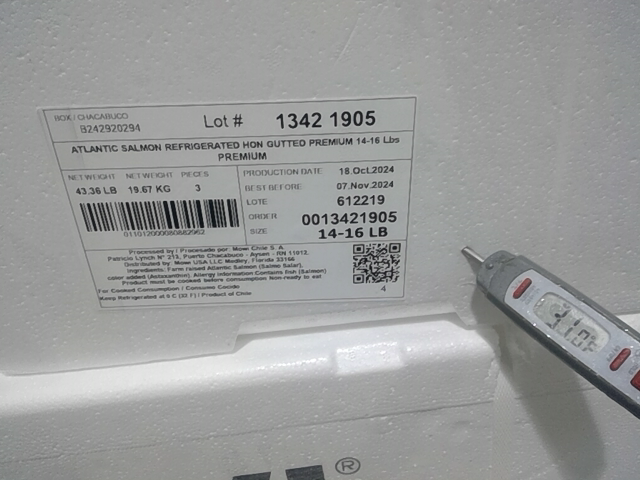 BOX / CHACABUCO
B242920294
Lot # 1342 1905
ATLANTIC SALMON REFRIGERATED HON GUTTED PREMIUM 14-16 Lbs
PREMIUM
NET WEIGHT NET WEIGHT PIECES
43.36 LB 19.67 KG 3
01101200008088296 2
PRODUCTION DATE 18.Oct.2024
BEST BEFORE 07.Nov.2024
LOTE 612219
ORDER 0013421905
SIZE 14-16 LB
Processed by / Procesado por: Mowi Chile S. A.
Patricio Lynch N° 213, Puerto Chacabuco - Aysen - RN 11012.
Distributed by: Mowi USA LLC Medley, Florida 33166
Ingredients: Farm raised Atlantic Salmon (Salmo Salar),
color added (Astaxanthin), Allergy information:Contains fish (Salmon)
Product must be cooked before consumption Non-ready to eat
For Cooked Consumption / Consumo Cocido
Keep Refrigerated at 0 C (32 F) / Product of Chile
4
31.0°F
®